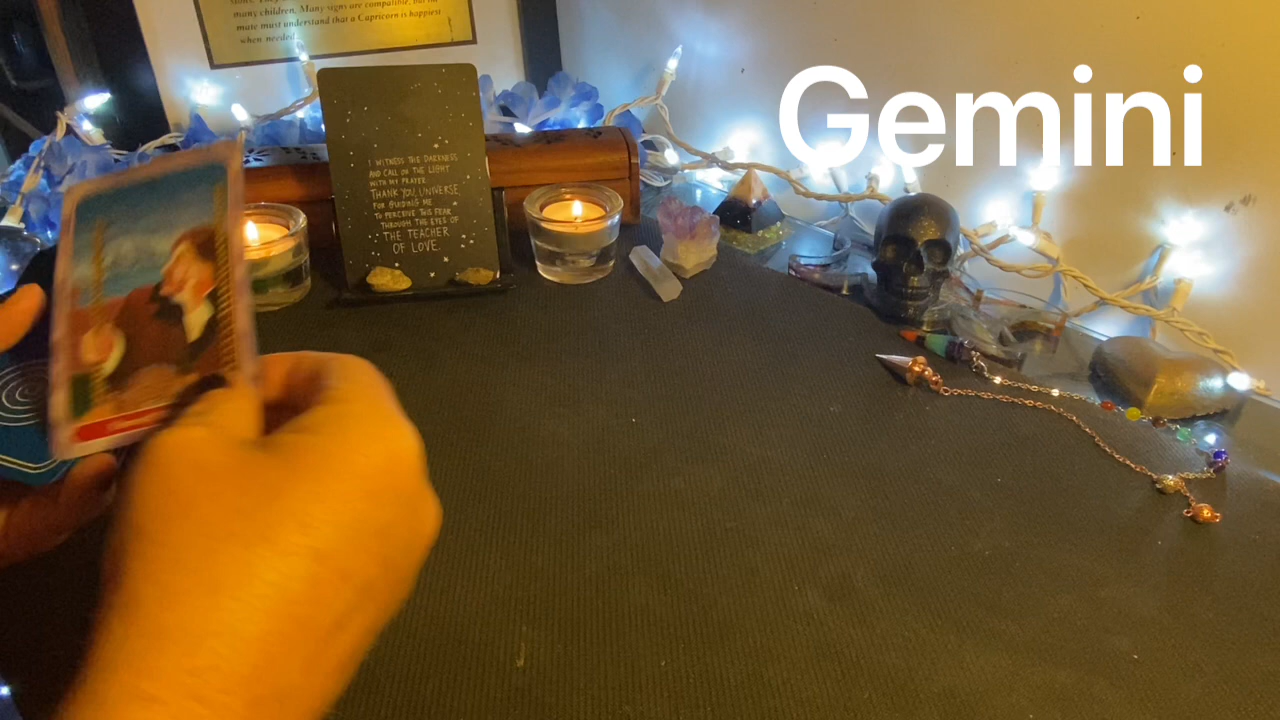 many children. Many signs are compatible, but the
mate must understand that a Capricorn is happiest
when needed.
Gemini
I WITNESS THE DARKNESS
AND CALL ON THE LIGHT
WITH MY PRAYER
THANK YOU, UNIVERSE
FOR GUIDING ME
TO PERCEIVE THIS FEAR
THROUGH THE EYES OF
THE TEACHER
OF LOVE.